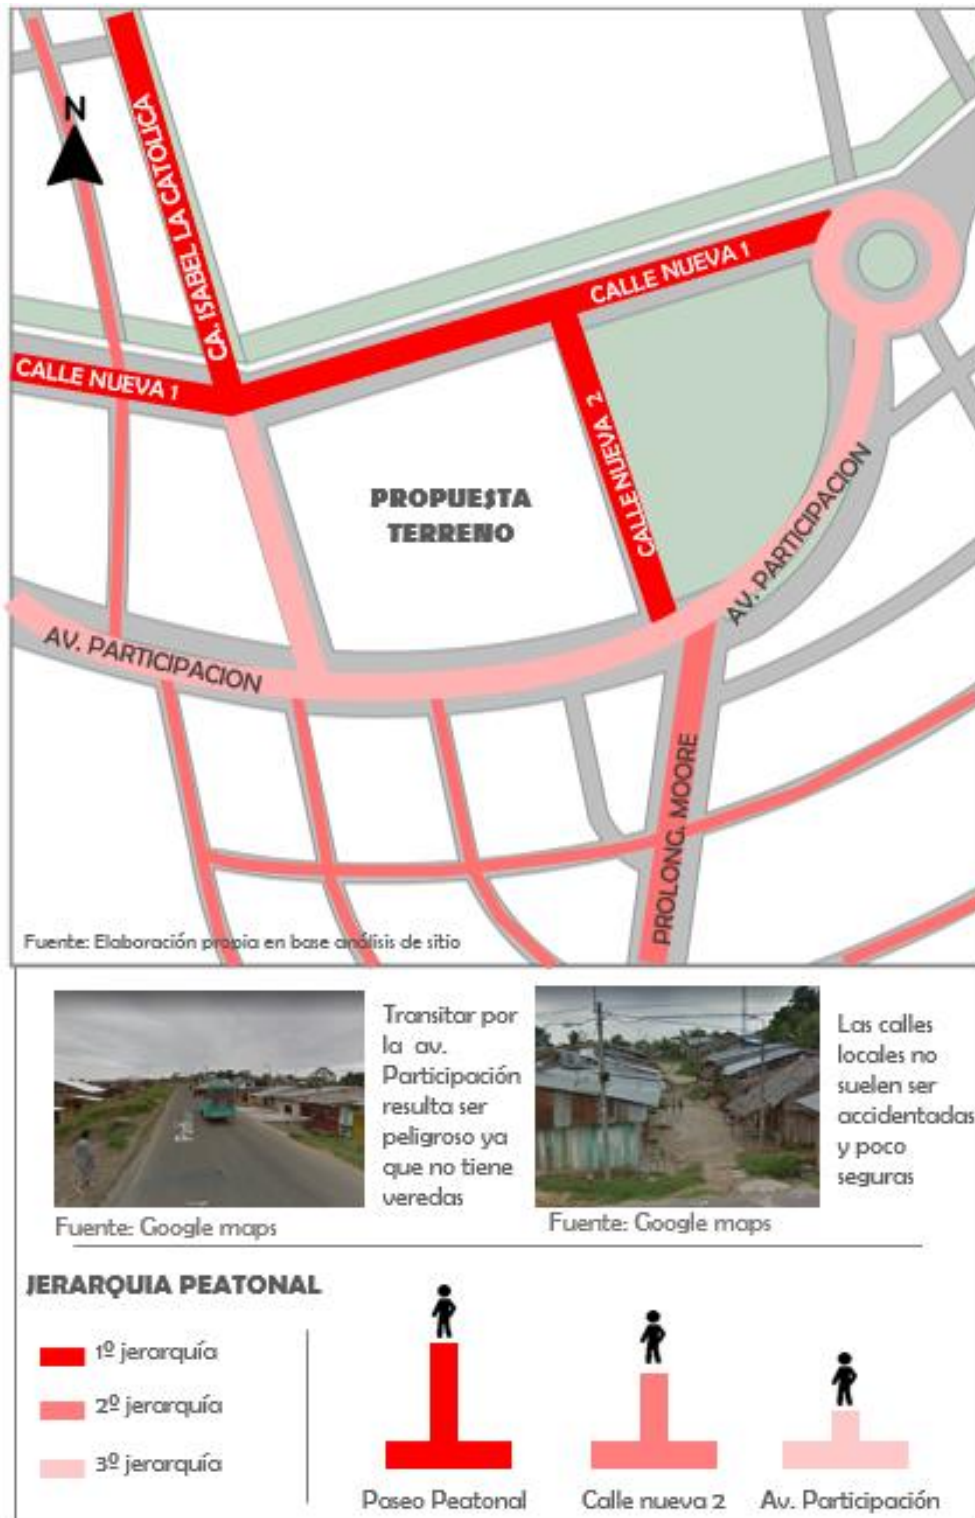 N
CA. ISABEL LA CATOLICA
CALLE NUEVA 1
CALLE NUEVA 1
CALLE NUEVA 2
PROPUESTA
TERRENO
AV. PARTICIPACION
AV. PARTICIPACION
PROLONG. MOORE
Fuente: Elaboración propia en base análisis de sitio
Transitar por
la av.
Participación
resulta ser
peligroso ya
que no tiene
veredas
Fuente: Google maps
Las calles
locales no
suelen ser
accidentadas
y poco
seguras
Fuente: Google maps
JERARQUIA PEATONAL
1º jerarquía
2º jerarquía
3º jerarquía
Paseo Peatonal
Calle nueva 2
Av. Participación